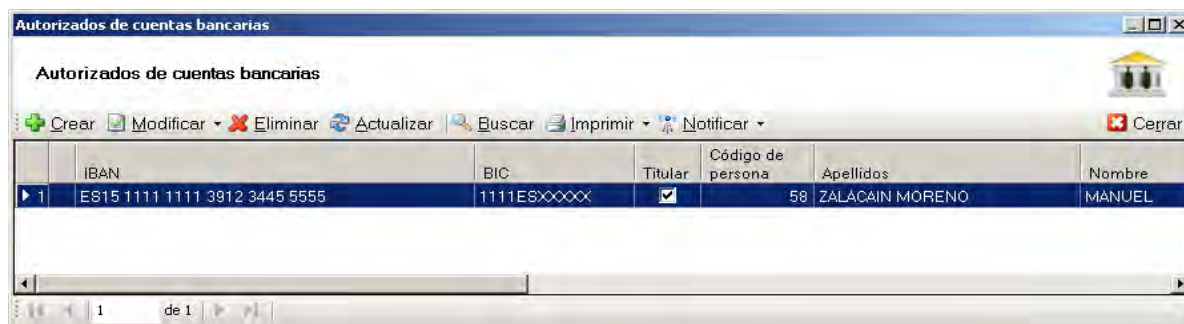 Autorizados de cuentas bancarias
Autorizados de cuentas bancarias
Crear Modificar Eliminar Actualizar Buscar Imprimir Notificar Cerrar
IBAN BIC Titular Código de persona Apellidos Nombre
1 ES15 1111 1111 3912 3445 5555 1111ESXXXXX 58 ZALACAIN MORENO MANUEL
1 de 1